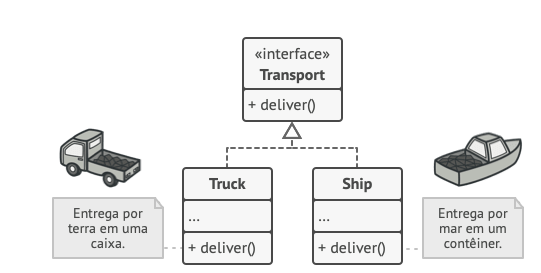 «interface»
Transport
+ deliver()
Truck
...
+ deliver()
Ship
...
+ deliver()
Entrega por
terra em uma
caixa.
Entrega por
mar em um
contêiner.